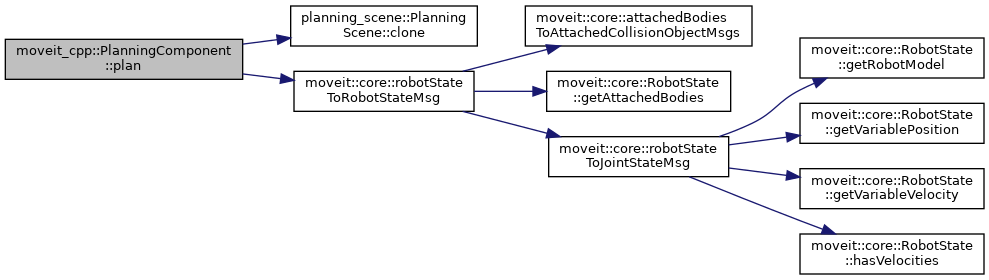 moveit_cpp::PlanningComponent
::plan
planning_scene::Planning
Scene::clone
moveit::core::robotState
ToRobotStateMsg
moveit::core::attachedBodies
ToAttachedCollisionObjectMsgs
moveit::core::RobotState
::getAttachedBodies
moveit::core::robotState
ToJointStateMsg
moveit::core::RobotState
::getRobotModel
moveit::core::RobotState
::getVariablePosition
moveit::core::RobotState
::getVariableVelocity
moveit::core::RobotState
::hasVelocities